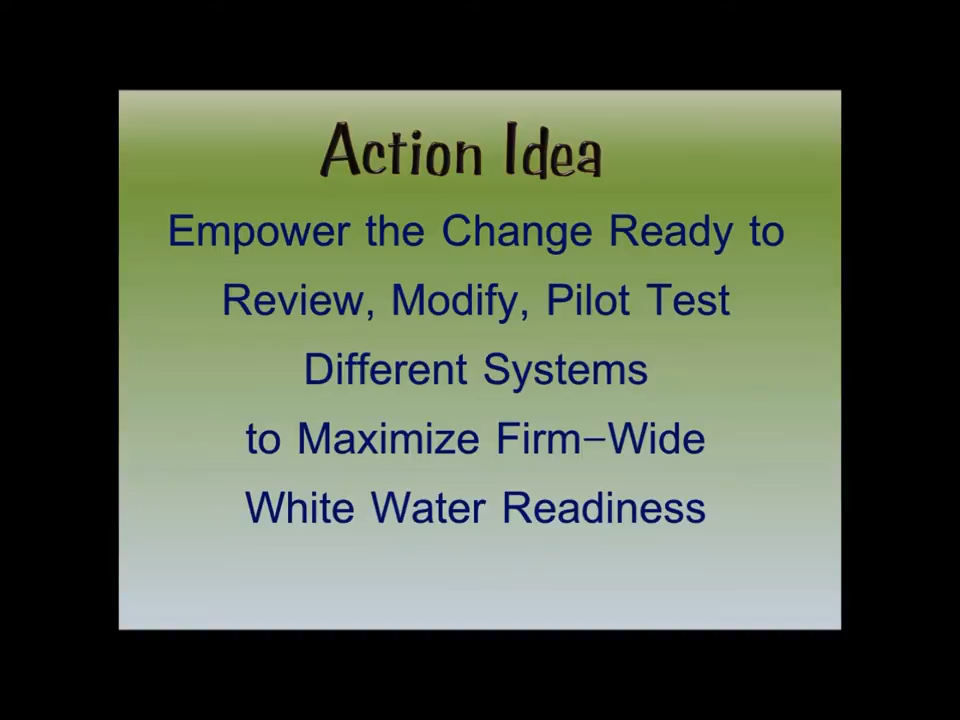 Action Idea
Empower the Change Ready to
Review, Modify, Pilot Test
Different Systems
to Maximize Firm-Wide
White Water Readiness